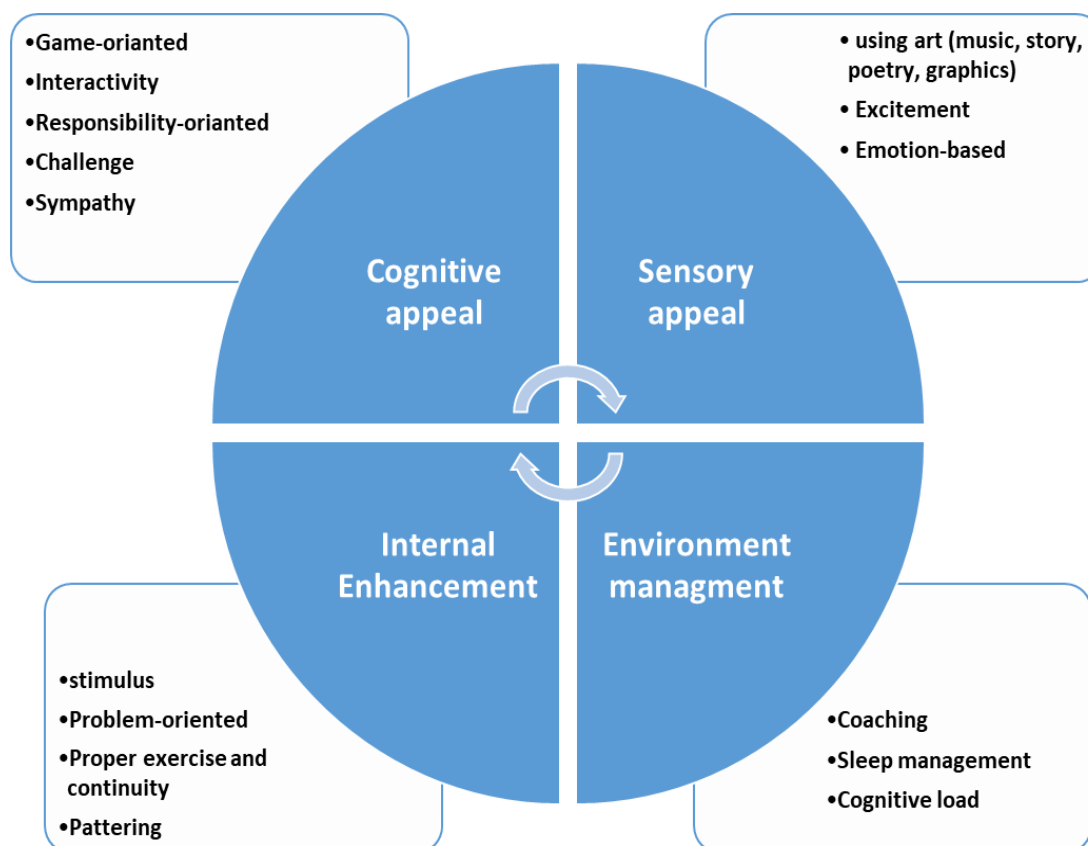 •Game-orianted
•Interactivity
•Responsibility-orianted
•Challenge
•Sympathy
• using art (music, story,
poetry, graphics)
• Excitement
• Emotion-based
Cognitive
appeal
Sensory
appeal
Internal
Enhancement
Environment
managment
•stimulus
•Problem-oriented
•Proper exercise and
continuity
•Pattering
•Coaching
•Sleep management
•Cognitive load